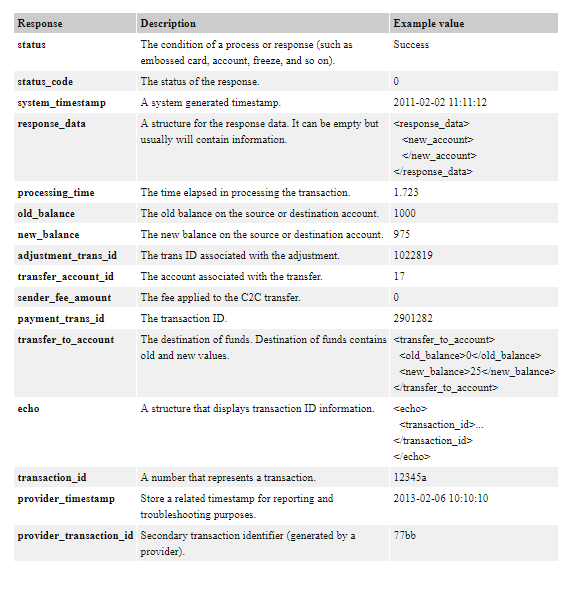 Response Description Example value
status The condition of a process or response (such as Success
embossed card, account, freeze, and so on).
status_code The status of the response. 0
system_timestamp A system generated timestamp. 2011-02-02 11:11:12
response_data A structure for the response data. It can be empty but <response_data>
usually will contain information. <new_account>
</new_account>
</response_data>
processing_time The time elapsed in processing the transaction. 1.723
old_balance The old balance on the source or destination account. 1000
new_balance The new balance on the source or destination account. 975
adjustment_trans_id The trans ID associated with the adjustment. 1022819
transfer_account_id The account associated with the transfer. 17
sender_fee_amount The fee applied to the C2C transfer. 0
payment_trans_id The transaction ID. 2901282
transfer_to_account The destination of funds. Destination of funds contains <transfer_to_account>
old and new values. <old_balance>0</old_balance>
<new_balance>25</new_balance>
</transfer_to_account>
echo A structure that displays transaction ID information. <echo>
<transaction_id>...
</transaction_id>
</echo>
transaction_id A number that represents a transaction. 12345a
provider_timestamp Store a related timestamp for reporting and 2013-02-06 10:10:10
troubleshooting purposes.
provider_transaction_id Secondary transaction identifier (generated by a 77bb
provider).